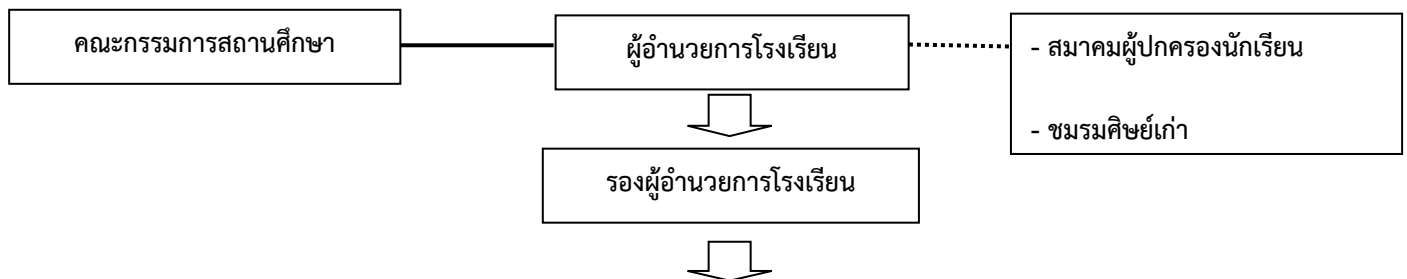 คณะกรรมการสถานศึกษา
ผู้อำนวยการโรงเรียน
- สมาคมผู้ปกครองนักเรียน
- ชมรมศิษย์เก่า
รองผู้อำนวยการโรงเรียน